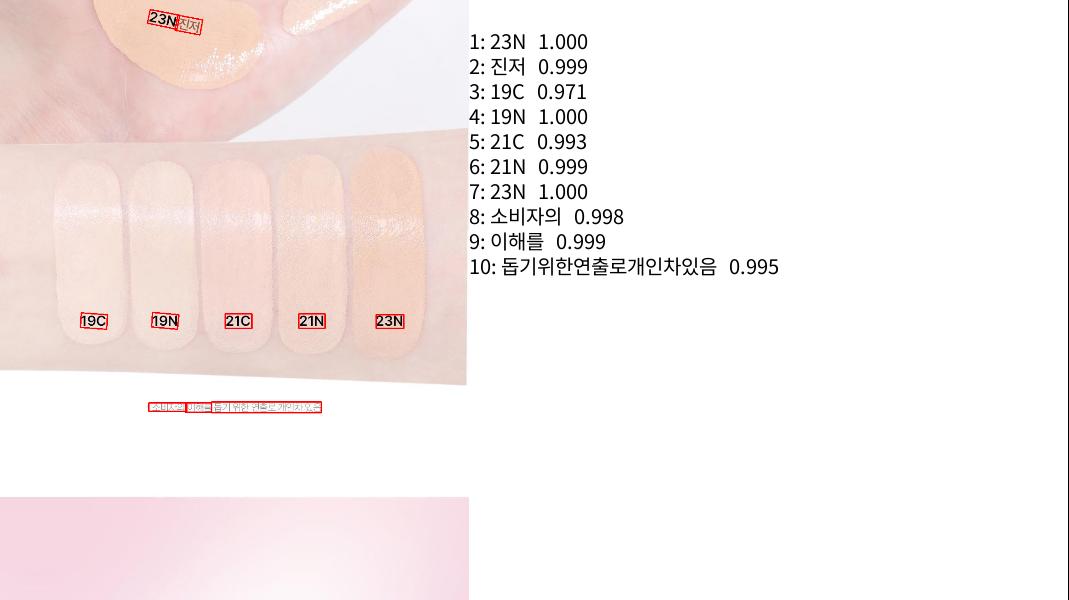 23N 진저
19C 19N 21C 21N 23N
소비자의 이해를 돕기 위한 연출로 개인차 있음
1: 23N 1.000
2: 진저 0.999
3: 19C 0.971
4: 19N 1.000
5: 21C 0.993
6: 21N 0.999
7: 23N 1.000
8: 소비자의 0.998
9: 이해를 0.999
10: 돕기위한연출로개인차있음 0.995